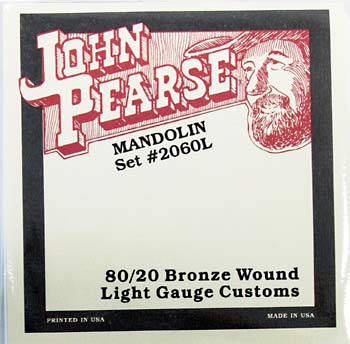 JOHN
PEARSE
MANDOLIN
Set #2060L
80/20 Bronze Wound
Light Gauge Customs
PRINTED IN USA
MADE IN USA